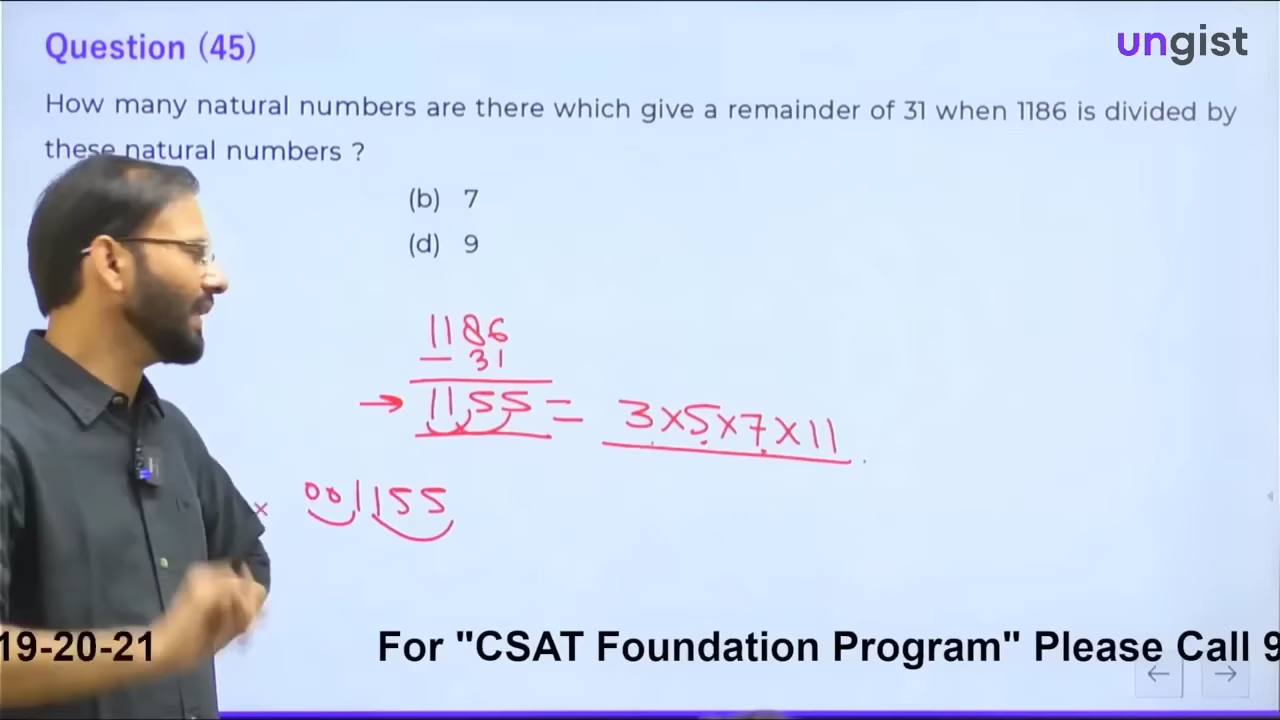 Question (45)
ungist
How many natural numbers are there which give a remainder of 31 when 1186 is divided by
these natural numbers ?
(b) 7
(d) 9
1186
– 31
→ 1155 = 3×5×7×11
× 001155
19-20-21 For "CSAT Foundation Program" Please Call 9
← →